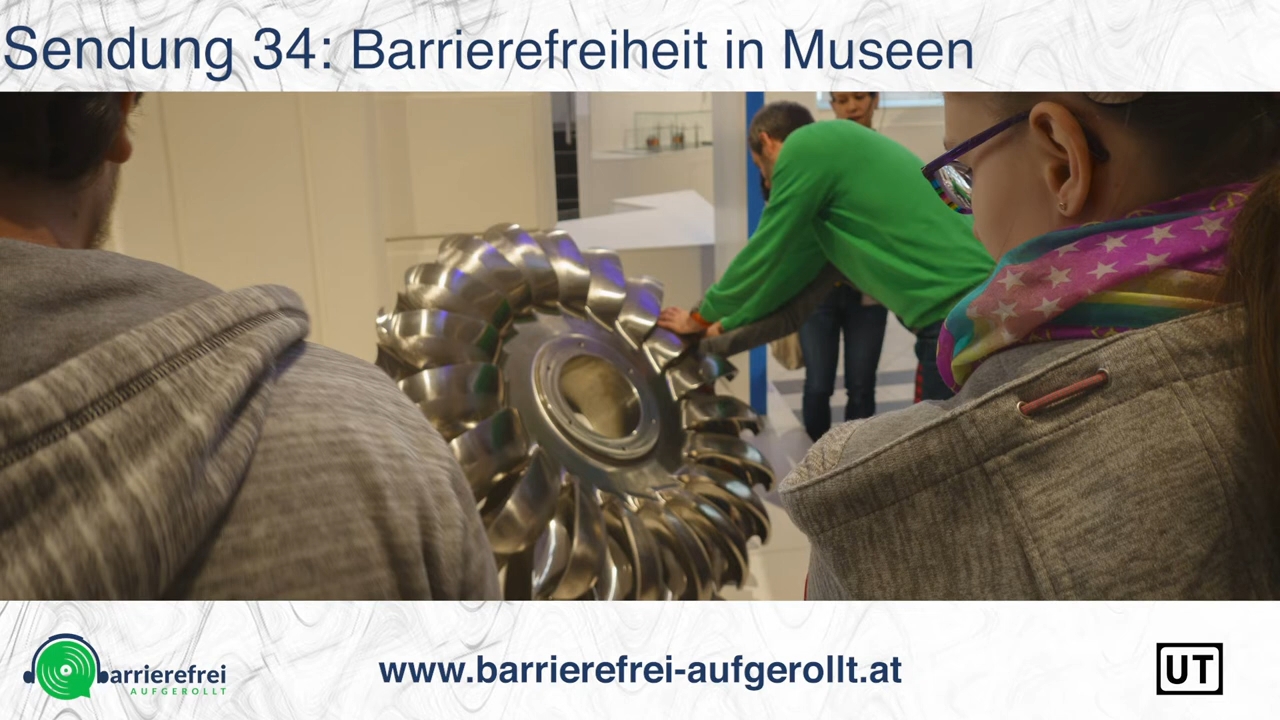 Sendung 34: Barrierefreiheit in Museen
barrierefrei
AUFGEROLLT
www.barrierefrei-aufgerollt.at
UT